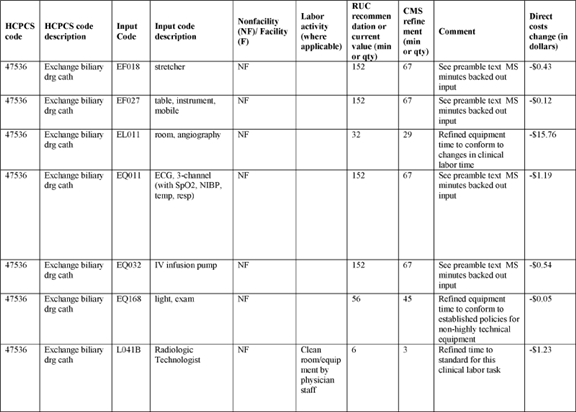 HCPCS code | HCPCS code description | Input Code | Input code description | Nonfacility (NF)/ Facility (F) | Labor activity (where applicable) | RUC recommen dation or current value (min or qty) | CMS refine ment (min or qty) | Comment | Direct costs change (in dollars)
47536 | Exchange biliary drg cath | EF018 | stretcher | NF | | 152 | 67 | See preamble text MS minutes backed out input | -$0.43
47536 | Exchange biliary drg cath | EF027 | table, instrument, mobile | NF | | 152 | 67 | See preamble text MS minutes backed out input | -$0.12
47536 | Exchange biliary drg cath | EL011 | room, angiography | NF | | 32 | 29 | Refined equipment time to conform to changes in clinical labor time | -$15.76
47536 | Exchange biliary drg cath | EQ011 | ECG, 3-channel (with SpO2, NIBP, temp, resp) | NF | | 152 | 67 | See preamble text MS minutes backed out input | -$1.19
47536 | Exchange biliary drg cath | EQ032 | IV infusion pump | NF | | 152 | 67 | See preamble text MS minutes backed out input | -$0.54
47536 | Exchange biliary drg cath | EQ168 | light, exam | NF | | 56 | 45 | Refined equipment time to conform to established policies for non-highly technical equipment | -$0.05
47536 | Exchange biliary drg cath | L041B | Radiologic Technologist | NF | Clean room/equip ment by physician staff | 6 | 3 | Refined time to standard for this clinical labor task | -$1.23